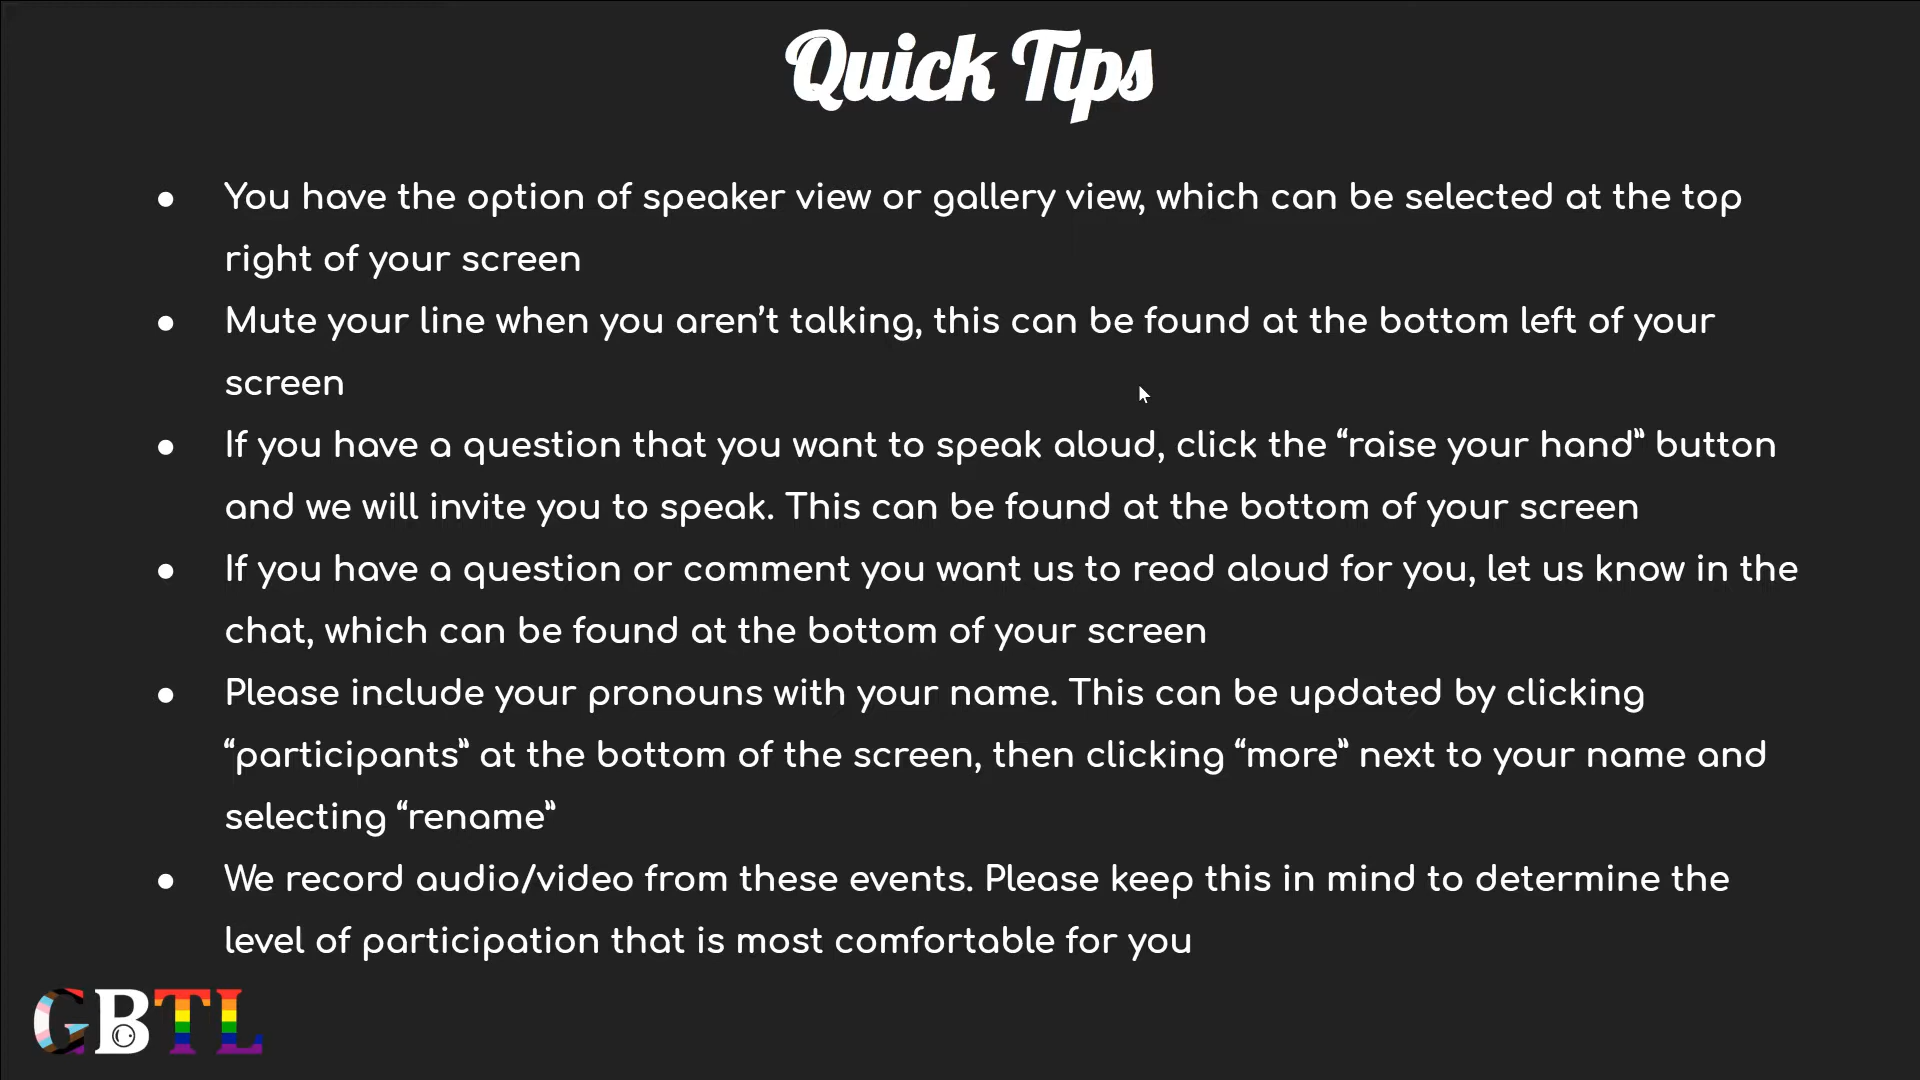 Quick Tips
● You have the option of speaker view or gallery view, which can be selected at the top
right of your screen
● Mute your line when you aren’t talking, this can be found at the bottom left of your
screen
● If you have a question that you want to speak aloud, click the “raise your hand” button
and we will invite you to speak. This can be found at the bottom of your screen
● If you have a question or comment you want us to read aloud for you, let us know in the
chat, which can be found at the bottom of your screen
● Please include your pronouns with your name. This can be updated by clicking
“participants” at the bottom of the screen, then clicking “more” next to your name and
selecting “rename”
● We record audio/video from these events. Please keep this in mind to determine the
level of participation that is most comfortable for you
GBTL